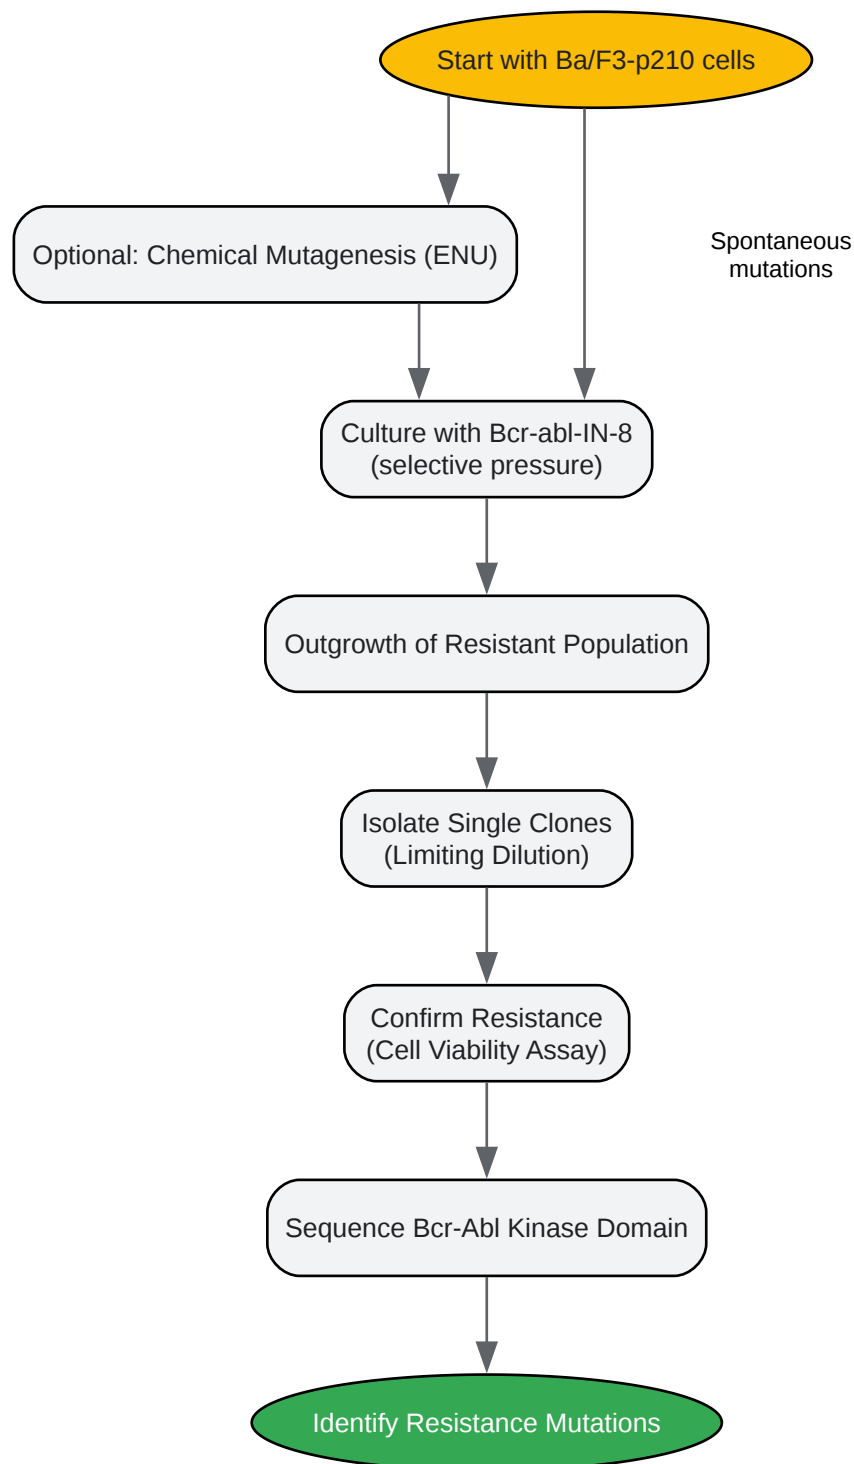 Start with Ba/F3-p210 cells
Optional: Chemical Mutagenesis (ENU)
Spontaneous
mutations
Culture with Bcr-abl-IN-8
(selective pressure)
Outgrowth of Resistant Population
Isolate Single Clones
(Limiting Dilution)
Confirm Resistance
(Cell Viability Assay)
Sequence Bcr-Abl Kinase Domain
Identify Resistance Mutations